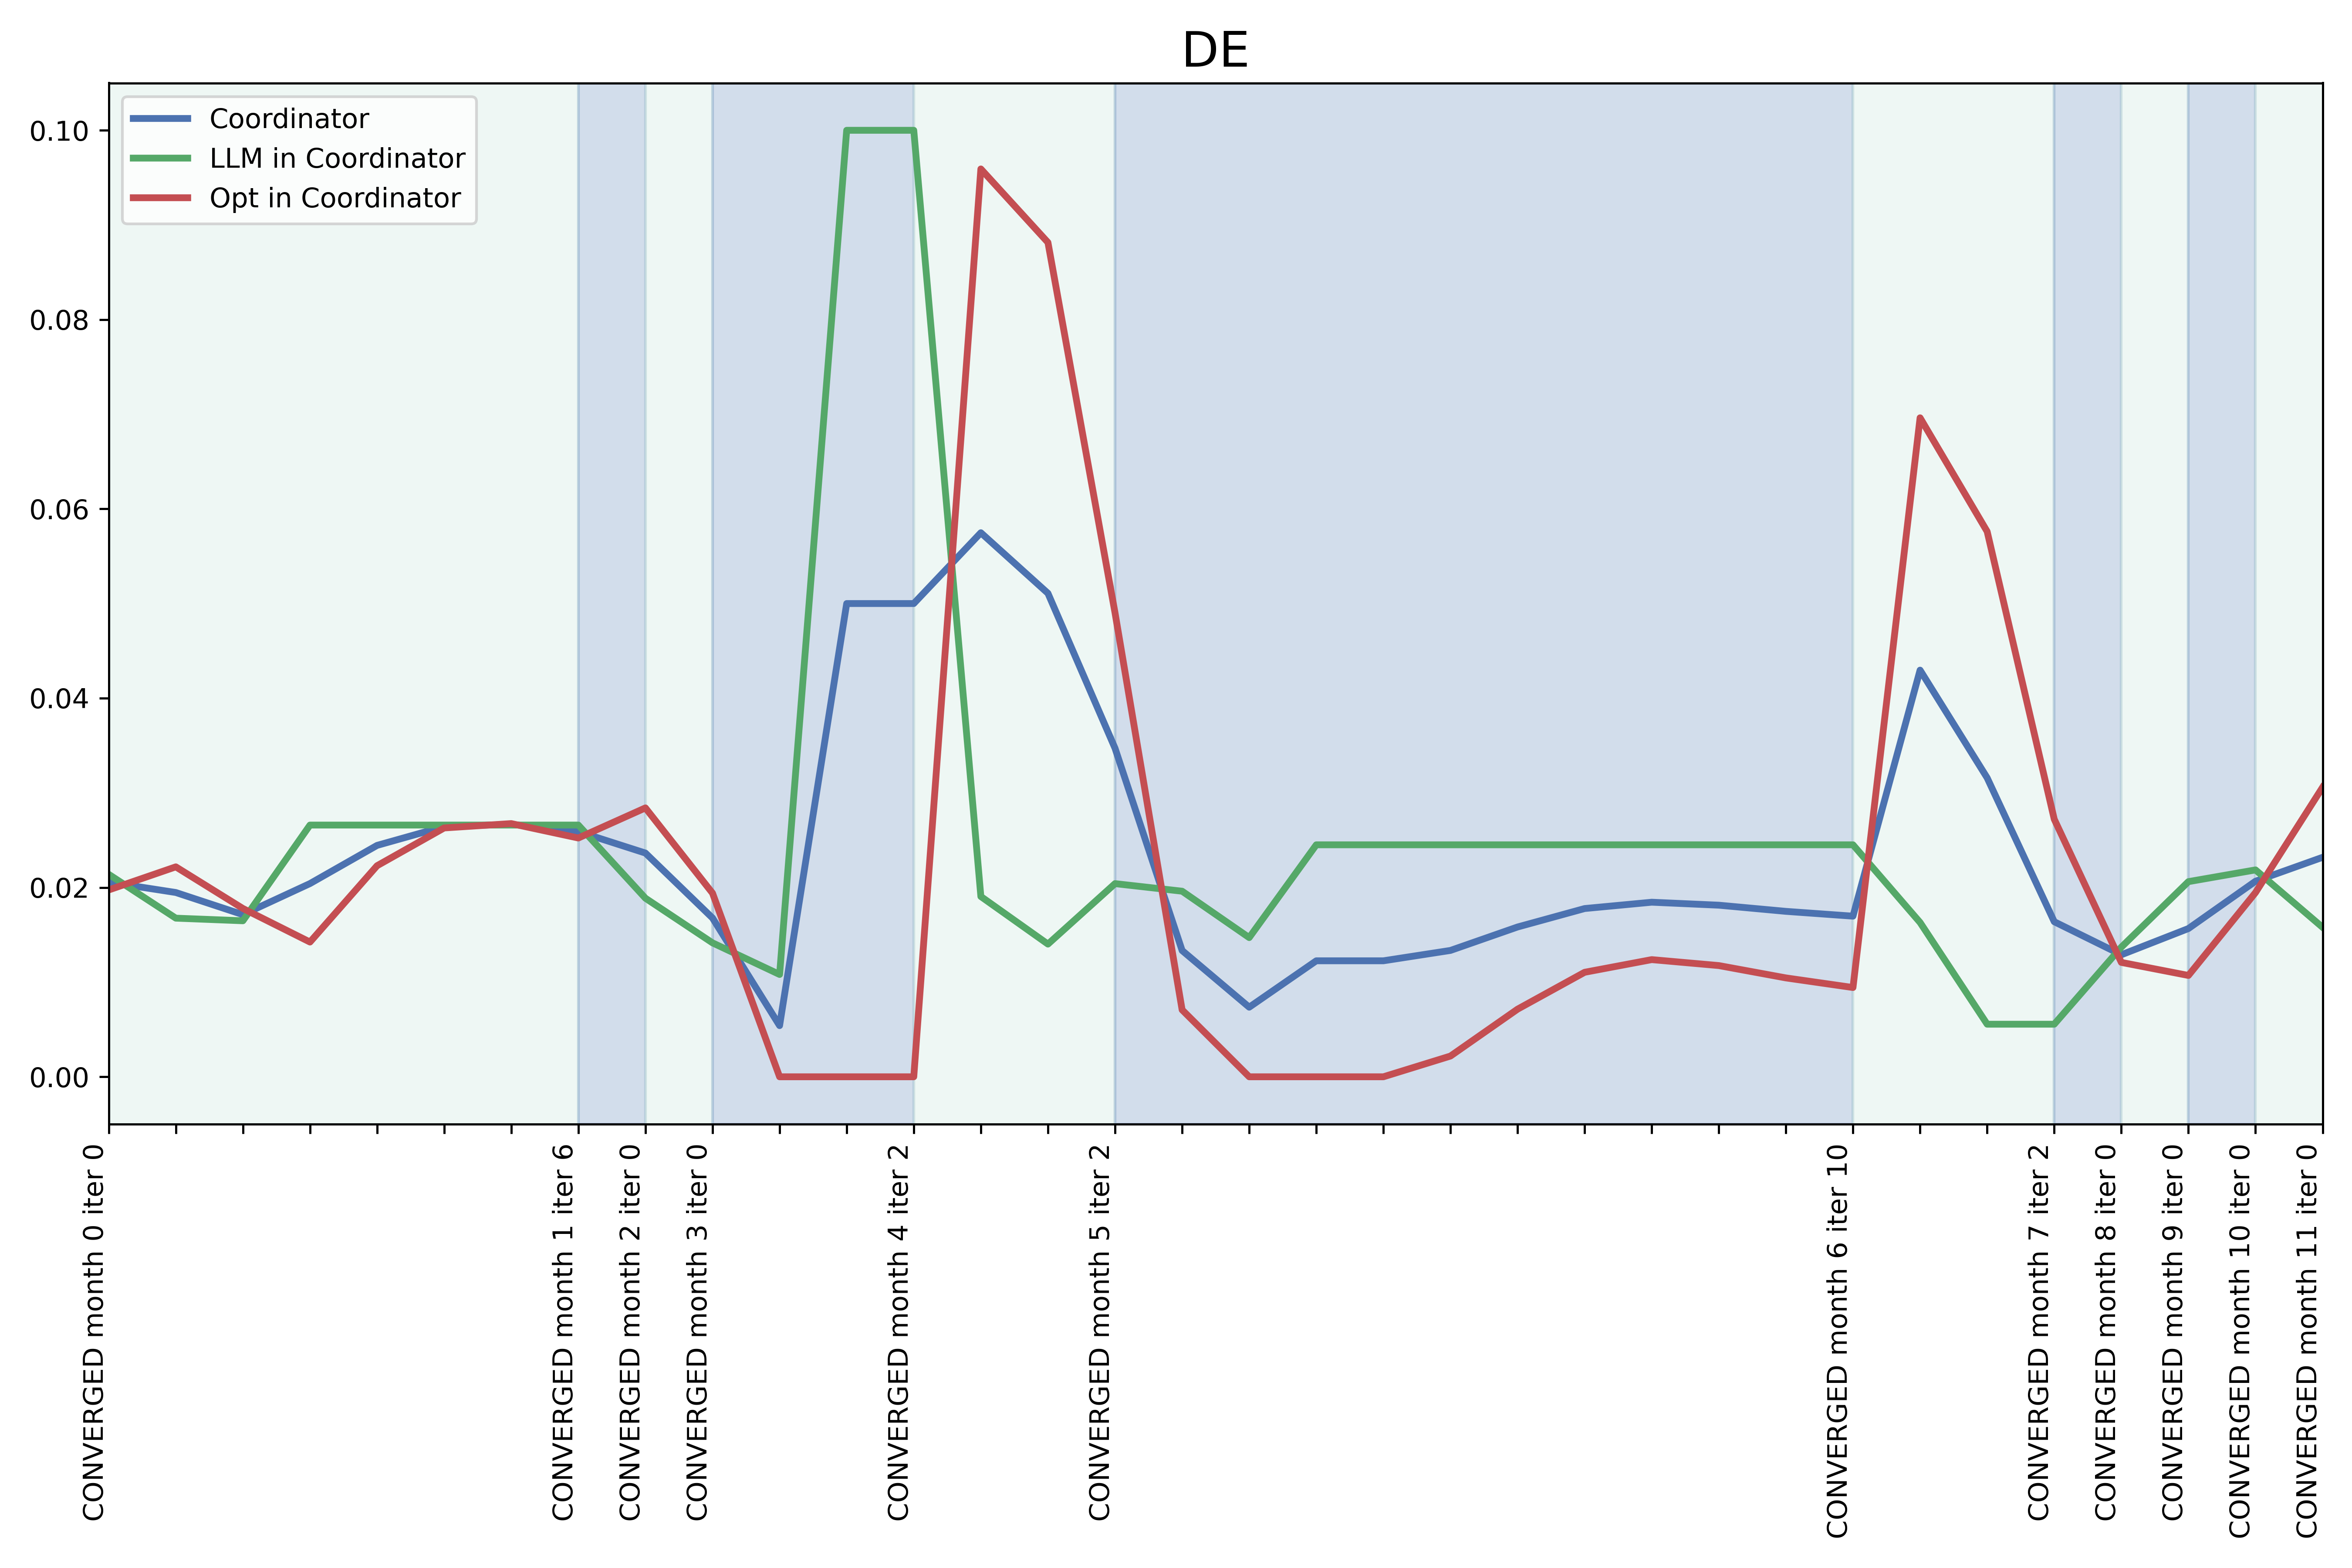 DE
Coordinator
LLM in Coordinator
Opt in Coordinator
0.10
0.08
0.06
0.04
0.02
0.00
CONVERGED month 0 iter 0
CONVERGED month 1 iter 6
CONVERGED month 2 iter 0
CONVERGED month 3 iter 0
CONVERGED month 4 iter 2
CONVERGED month 5 iter 2
CONVERGED month 6 iter 10
CONVERGED month 7 iter 2
CONVERGED month 8 iter 0
CONVERGED month 9 iter 0
CONVERGED month 10 iter 0
CONVERGED month 11 iter 0